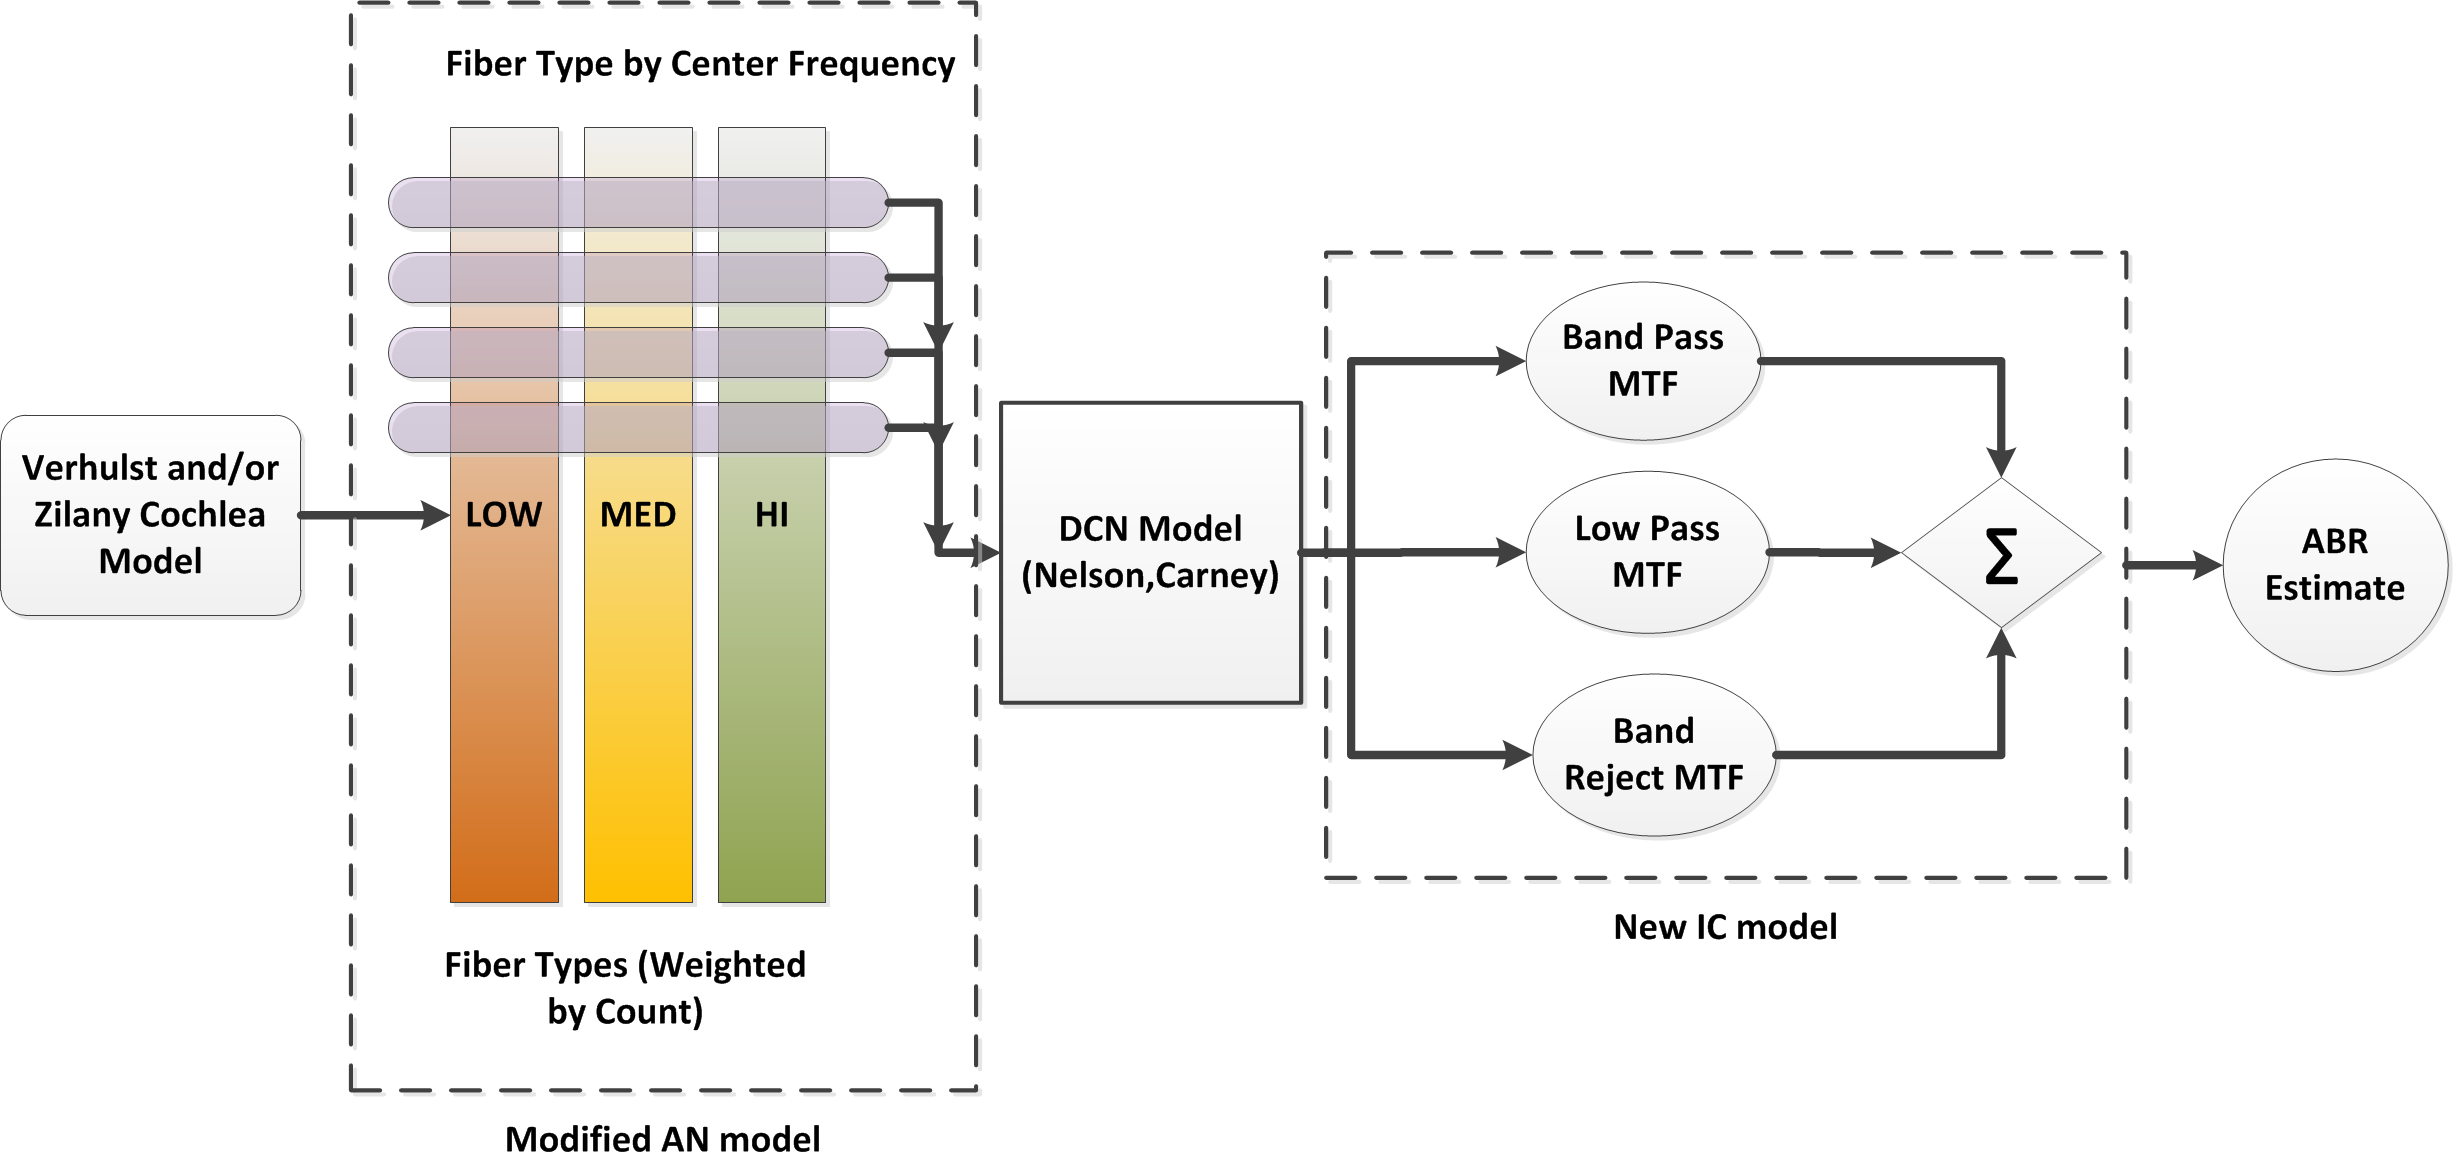 Fiber Type by Center Frequency
Verhulst and/or
Zilany Cochlea
Model
LOW
MED
HI
Fiber Types (Weighted
by Count)
Modified AN model
DCN Model
(Nelson,Carney)
Band Pass
MTF
Low Pass
MTF
Band
Reject MTF
Σ
New IC model
ABR
Estimate